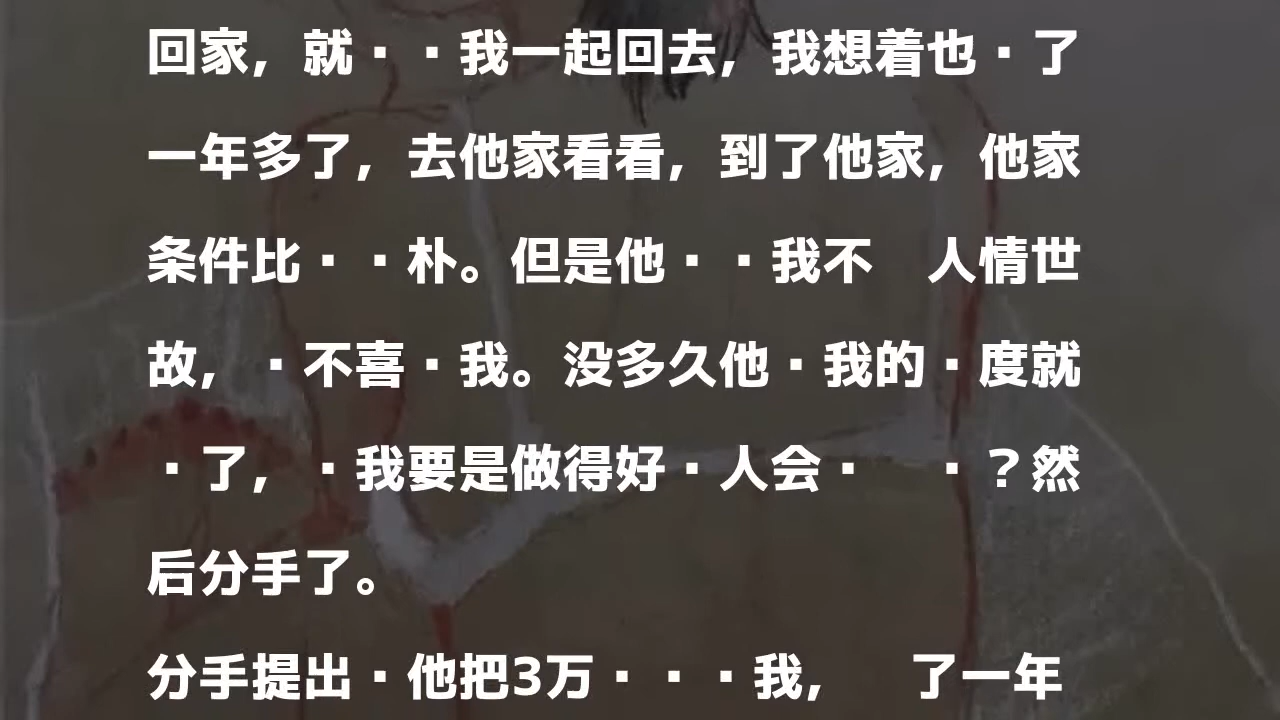 回家，就··我一起回去，我想着也·了
一年多了，去他家看看，到了他家，他家
条件比··朴。但是他··我不 人情世
故，·不喜·我。没多久他·我的·度就
·了，·我要是做得好·人会· ·？然
后分手了。
分手提出·他把3万···我， 了一年